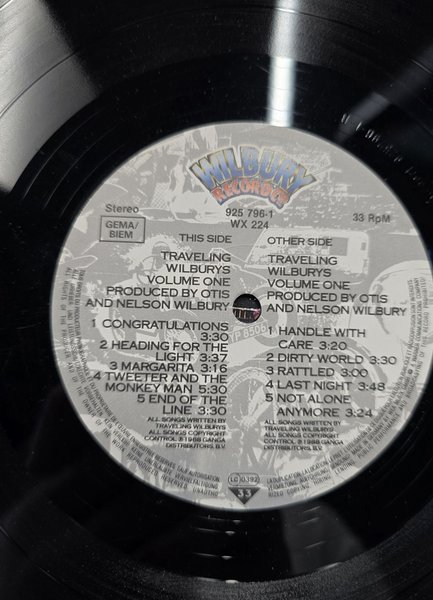 WILBURY
RECORDS
Stereo
925 796-1
WX 224
33 RpM
GEMA/
BIEM
THIS SIDE
TRAVELING
WILBURYS
VOLUME ONE
PRODUCED BY OTIS
AND NELSON WILBURY
1 CONGRATULATIONS
3:30
2 HEADING FOR THE
LIGHT 3:37
3 MARGARITA 3:16
4 TWEETER AND THE
MONKEY MAN 5:30
5 END OF THE
LINE 3:30
ALL SONGS WRITTEN BY
TRAVELING WILBURYS
ALL SONGS COPYRIGHT
CONTROL © 1988 GANGA
DISTRIBUTORS, B.V.
OTHER SIDE
TRAVELING
WILBURYS
VOLUME ONE
PRODUCED BY OTIS
AND NELSON WILBURY
1 HANDLE WITH
CARE 3:20
2 DIRTY WORLD 3:30
3 RATTLED 3:00
4 LAST NIGHT 3:48
5 NOT ALONE
ANYMORE 3:24
ALL SONGS WRITTEN BY
TRAVELING WILBURYS
ALL SONGS COPYRIGHT
CONTROL © 1988 GANGA
DISTRIBUTORS, B.V.
LC 0392
33